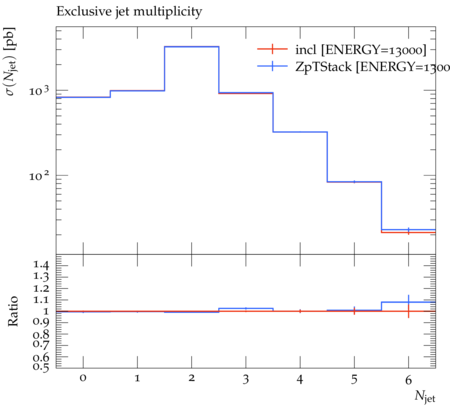 Exclusive jet multiplicity
σ(Njet) [pb]
incl [ENERGY=13000]
ZpTStack [ENERGY=1300
10³
10²
1.4
1.3
1.2
1.1
1
0.9
0.8
0.7
0.6
0.5
Ratio
0 1 2 3 4 5 6
Njet